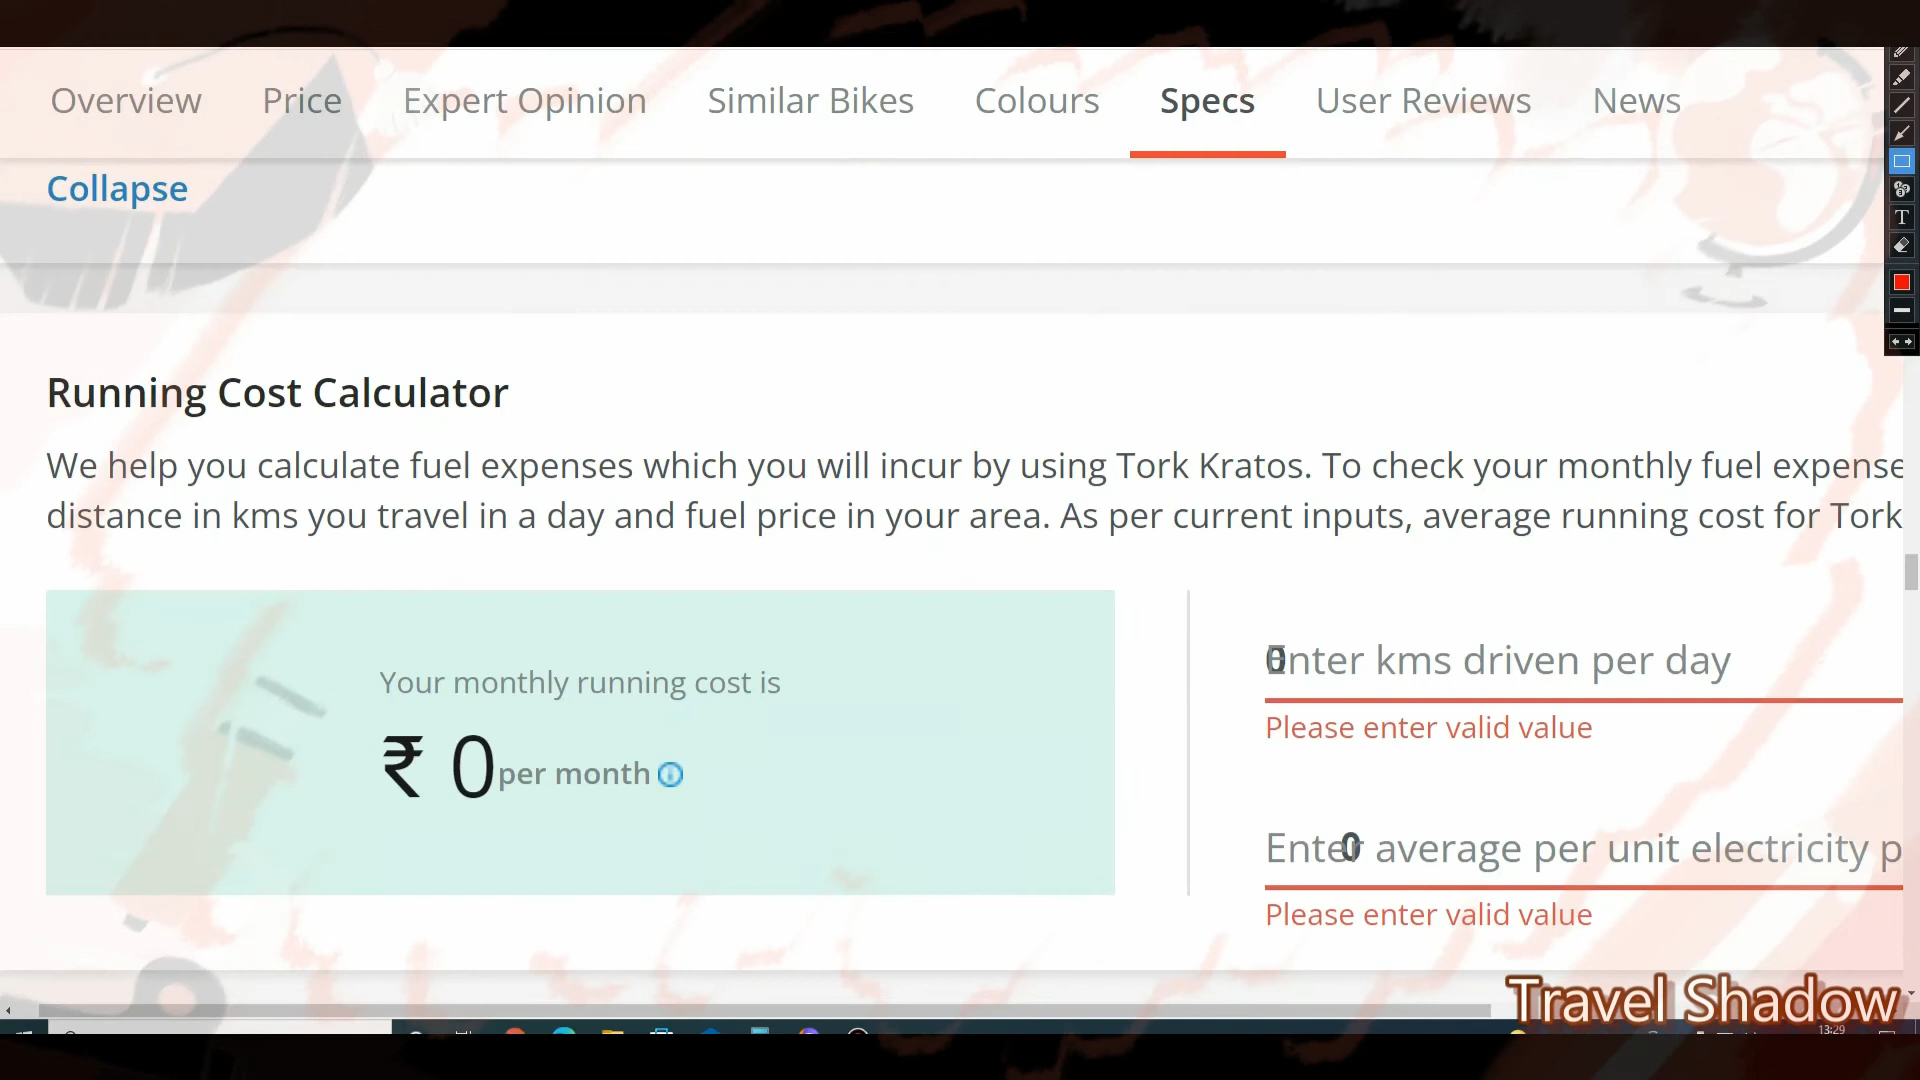 Overview Price Expert Opinion Similar Bikes Colours Specs User Reviews News
Collapse
Running Cost Calculator
We help you calculate fuel expenses which you will incur by using Tork Kratos. To check your monthly fuel expense
distance in kms you travel in a day and fuel price in your area. As per current inputs, average running cost for Tork
Your monthly running cost is
₹ 0 per month
0
Enter kms driven per day
Please enter valid value
0
Enter average per unit electricity p
Please enter valid value
Travel Shadow
13:29